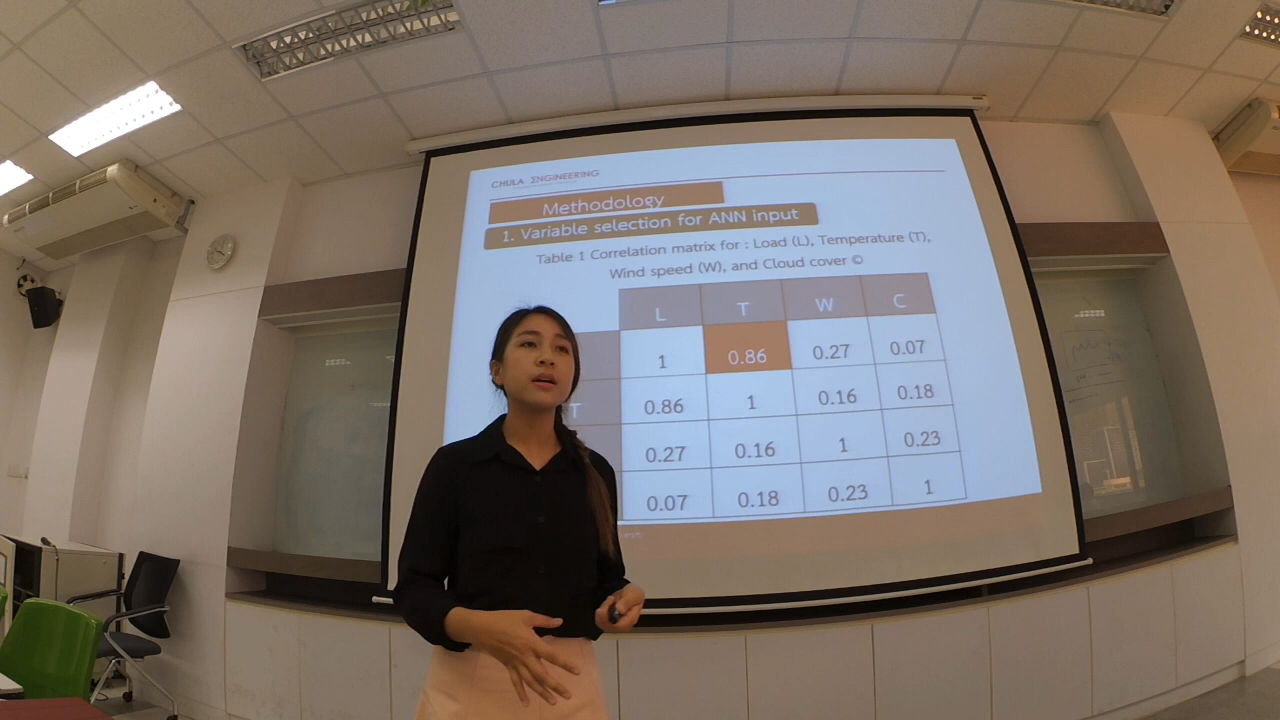 CHULA ENGINEERING
Methodology
1. Variable selection for ANN input
Table 1 Correlation matrix for : Load (L), Temperature (T),
Wind speed (W), and Cloud cover ©
L T W C
1 0.86 0.27 0.07
T 0.86 1 0.16 0.18
0.27 0.16 1 0.23
0.07 0.18 0.23 1